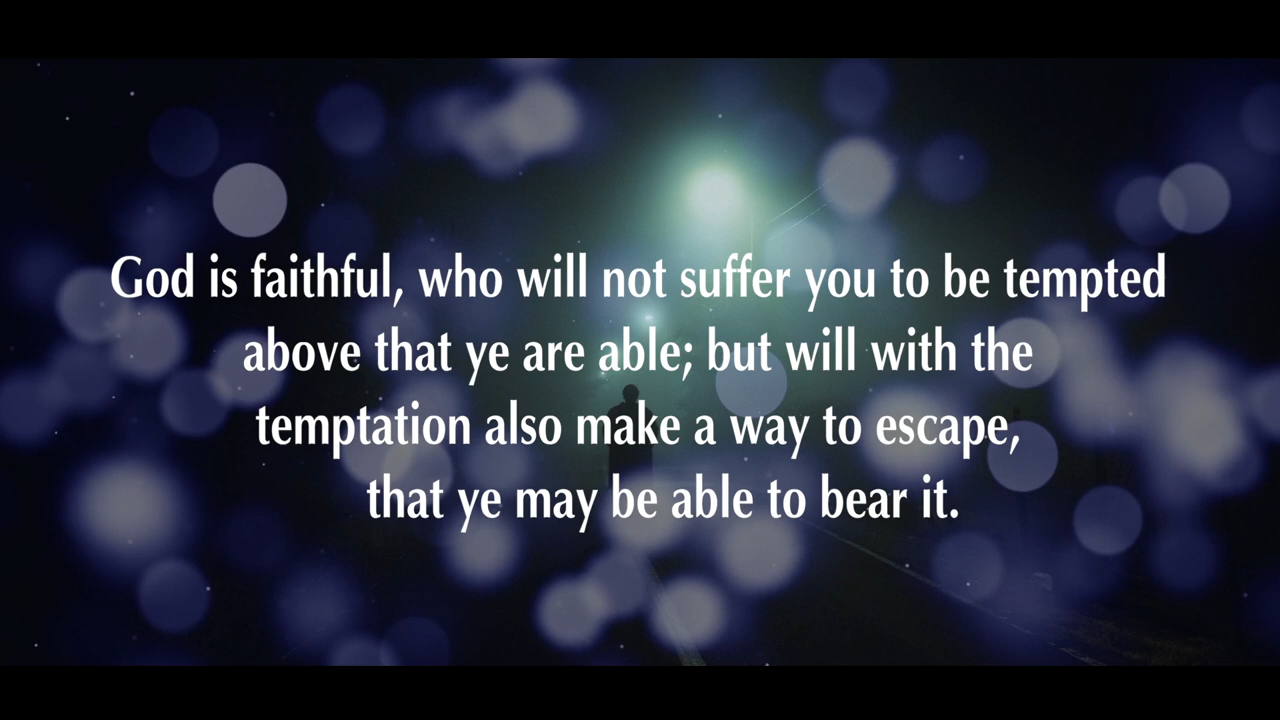 God is faithful, who will not suffer you to be tempted
above that ye are able; but will with the
temptation also make a way to escape,
that ye may be able to bear it.